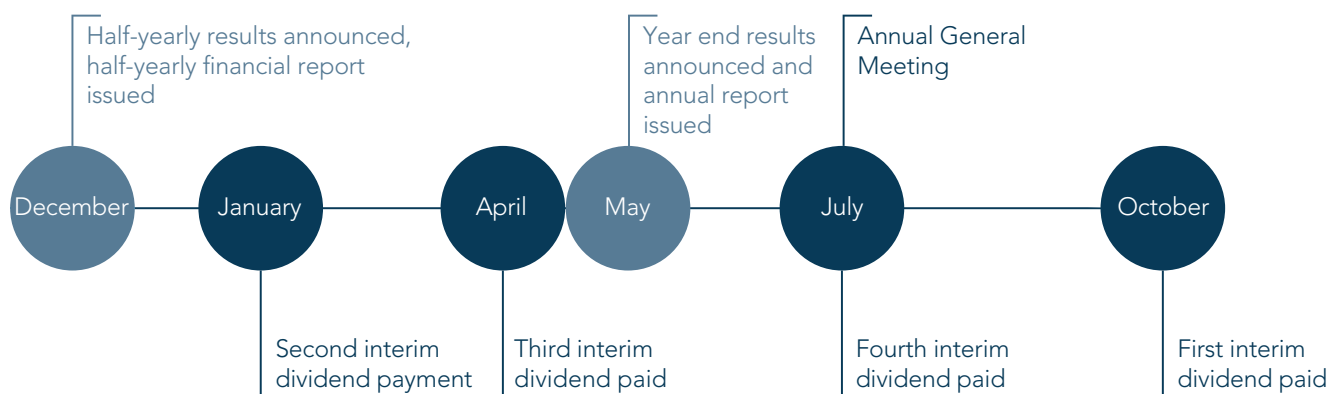 Half-yearly results announced,
half-yearly financial report
issued
Year end results
announced and
annual report
issued
Annual General
Meeting
December
January
April
May
July
October
Second interim
dividend payment
Third interim
dividend paid
Fourth interim
dividend paid
First interim
dividend paid